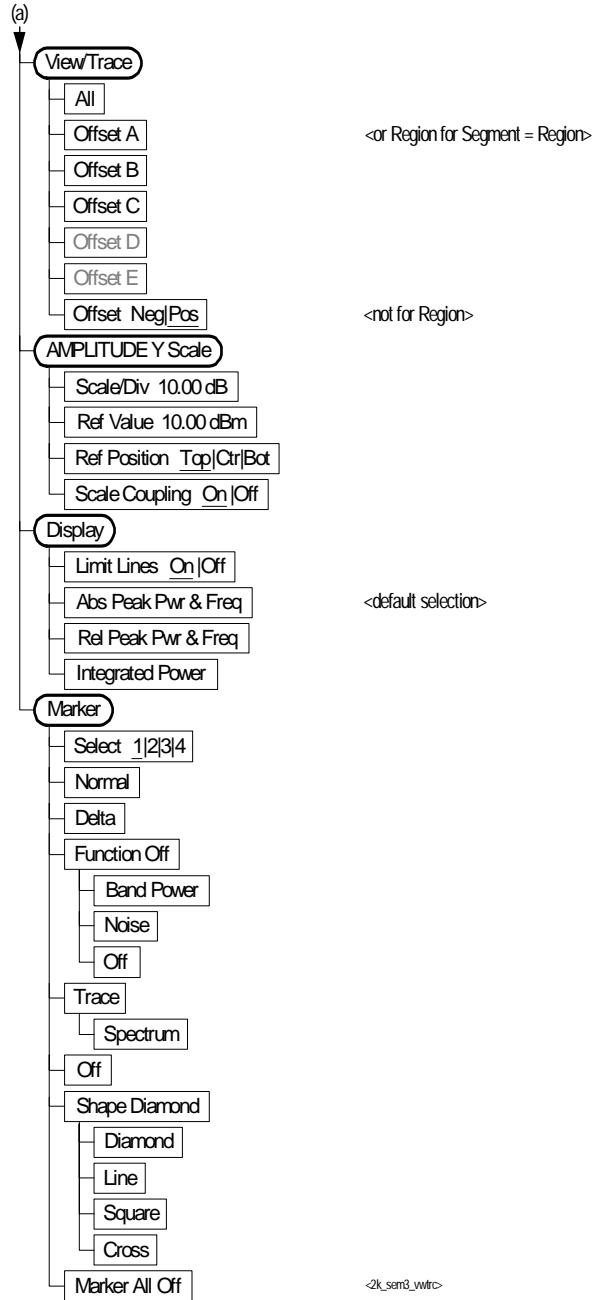 (a)
View/Trace
All
Offset A <or Region for Segment = Region>
Offset B
Offset C
Offset D
Offset E
Offset Neg|Pos <not for Region>
AMPLITUDE Y Scale
Scale/Div 10.00 dB
Ref Value 10.00 dBm
Ref Position Top|Ctr|Bot
Scale Coupling On|Off
Display
Limit Lines On|Off
Abs Peak Pwr & Freq <default selection>
Rel Peak Pwr & Freq
Integrated Power
Marker
Select 1|2|3|4
Normal
Delta
Function Off
Band Power
Noise
Off
Trace
Spectrum
Off
Shape Diamond
Diamond
Line
Square
Cross
Marker All Off <2k_sem3_vwtrc>